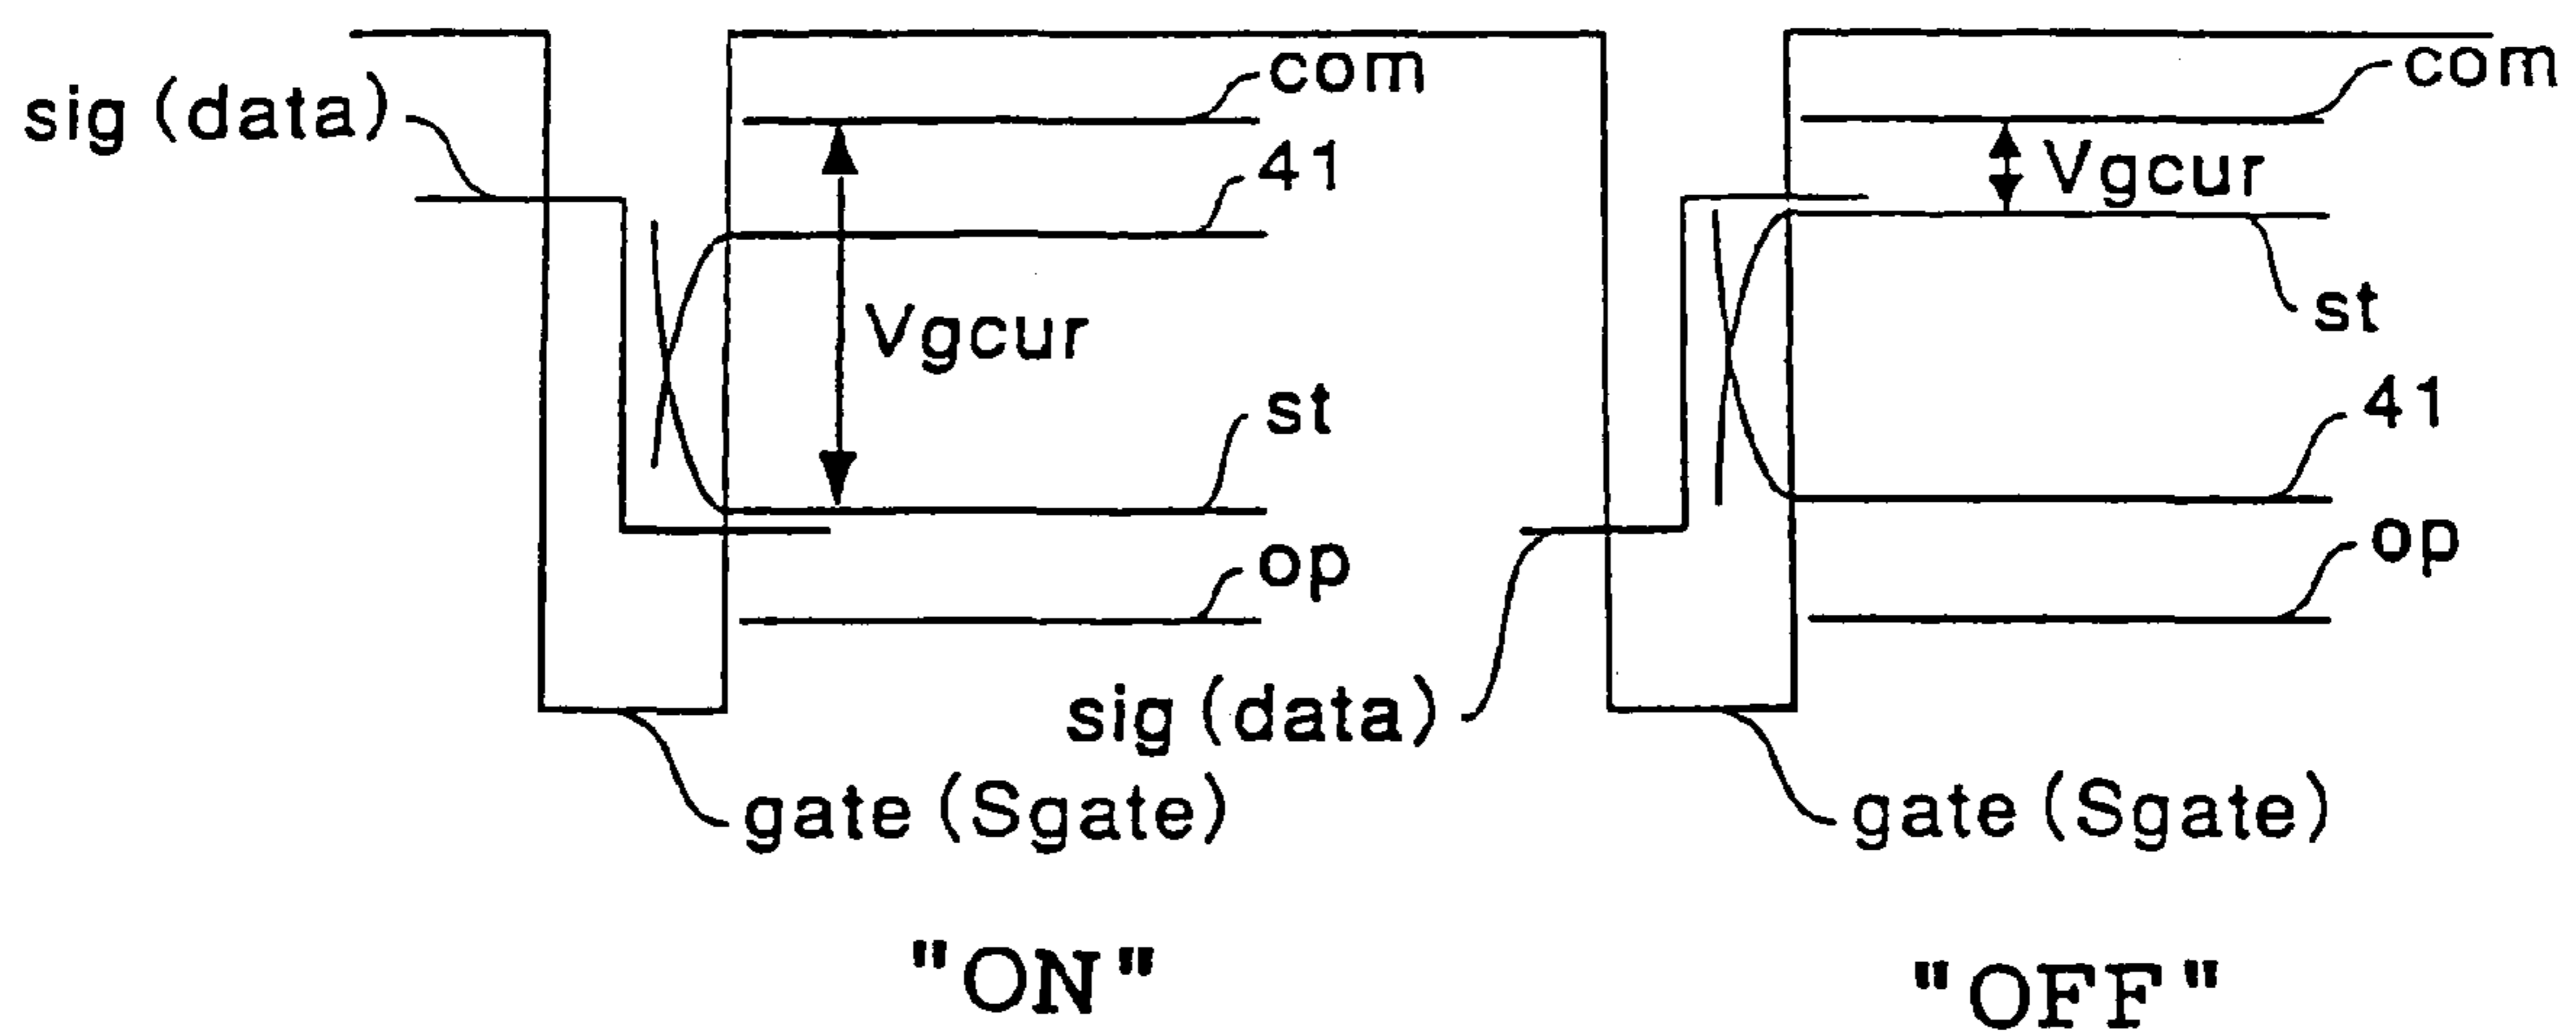 com
com
sig (data)
41
Vgcur
Vgcur
st
st
41
op
op
sig (data)
gate (Sgate)
gate (Sgate)
"ON"
"OFF"